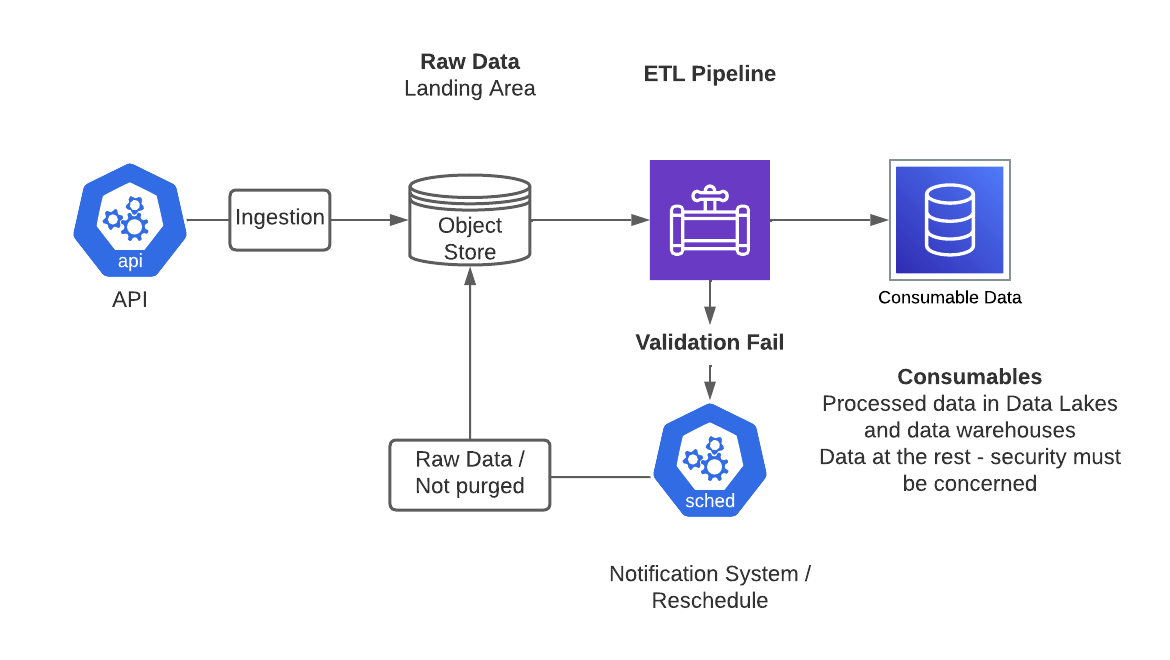 Raw Data
Landing Area
ETL Pipeline
api
API
Ingestion
Object
Store
Consumable Data
Validation Fail
Consumables
Processed data in Data Lakes
and data warehouses
Data at the rest - security must
be concerned
Raw Data /
Not purged
sched
Notification System /
Reschedule